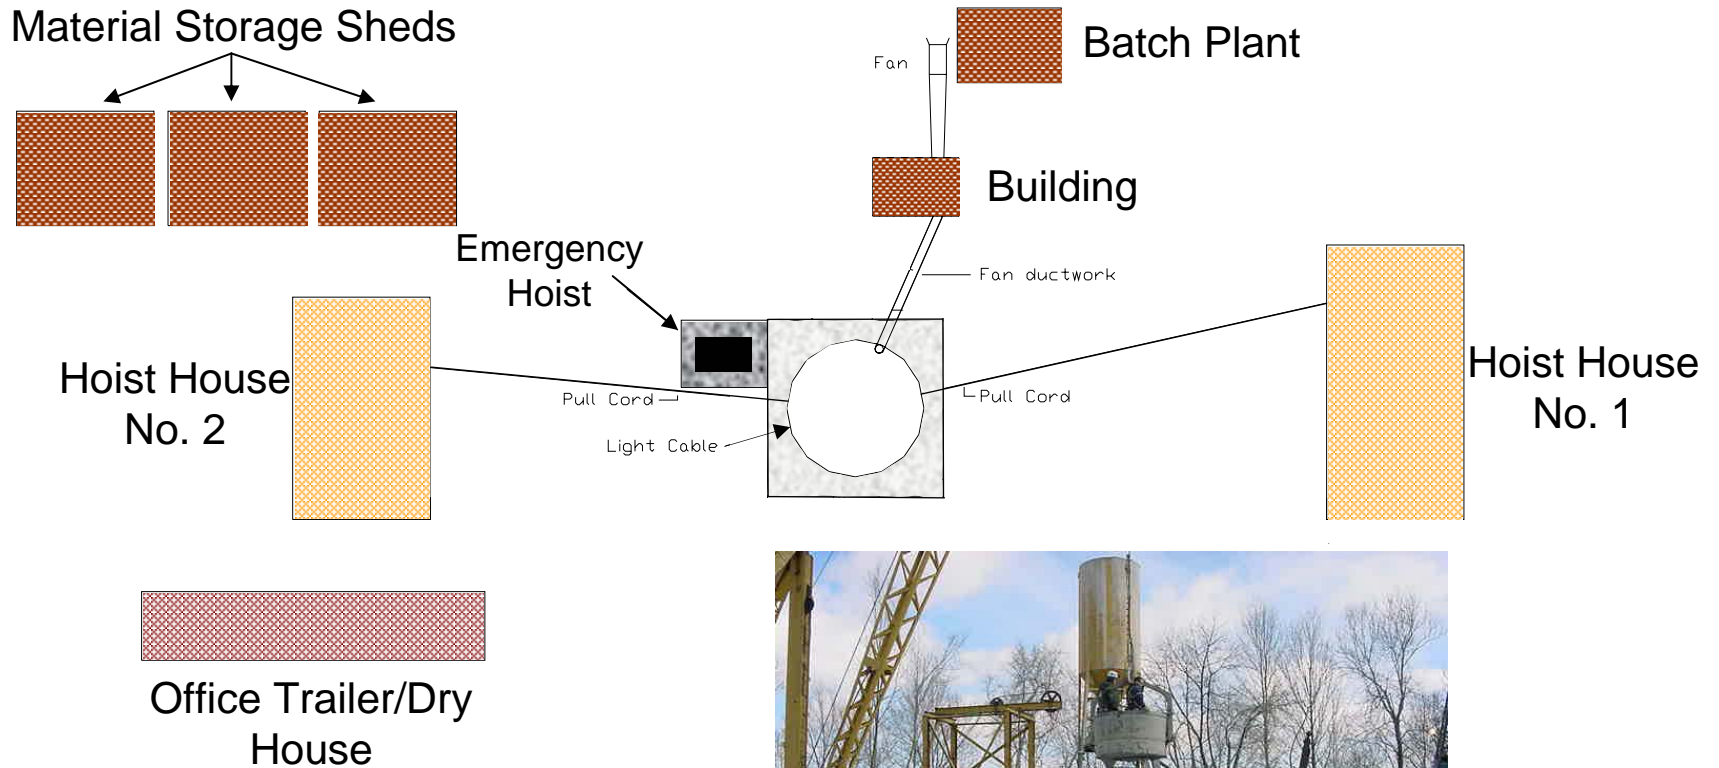 Material Storage Sheds
Batch Plant
Fan
Building
Emergency
Hoist
Fan ductwork
Hoist House
No. 2
Hoist House
No. 1
Pull Cord
Pull Cord
Light Cable
Office Trailer/Dry
House